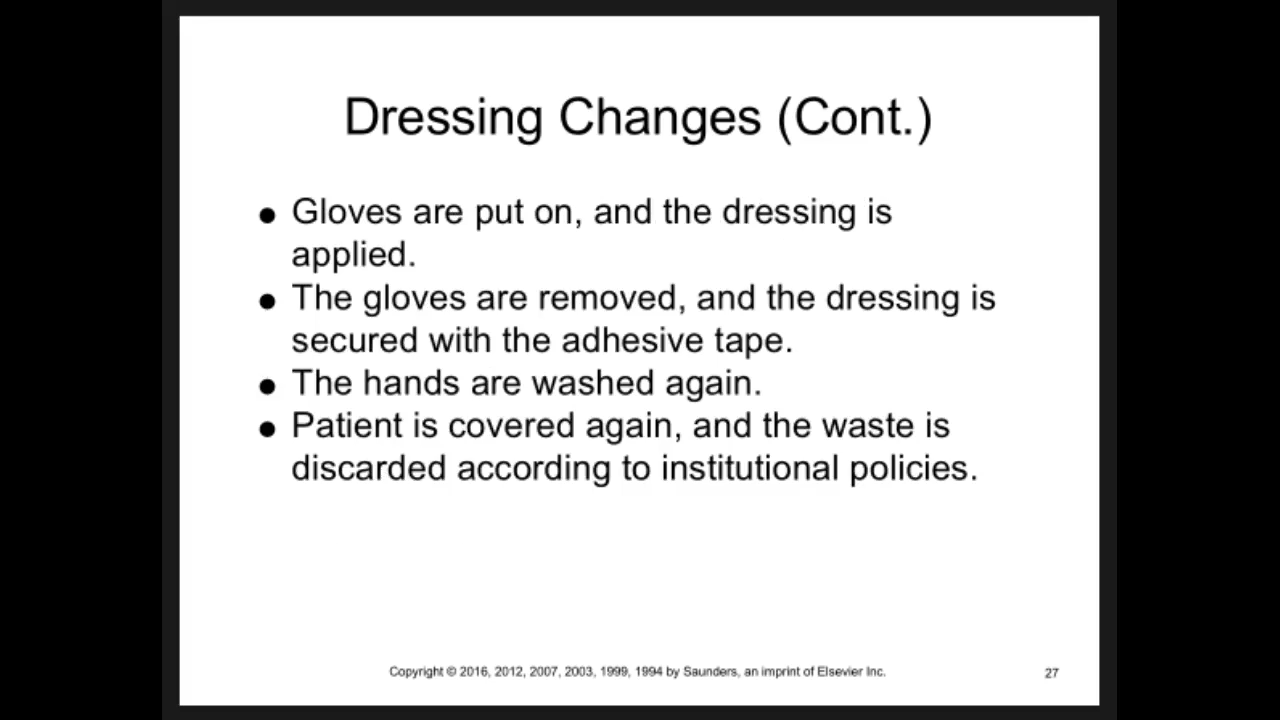 Dressing Changes (Cont.)
● Gloves are put on, and the dressing is
applied.
● The gloves are removed, and the dressing is
secured with the adhesive tape.
● The hands are washed again.
● Patient is covered again, and the waste is
discarded according to institutional policies.
Copyright © 2016, 2012, 2007, 2003, 1999, 1994 by Saunders, an imprint of Elsevier Inc.
27